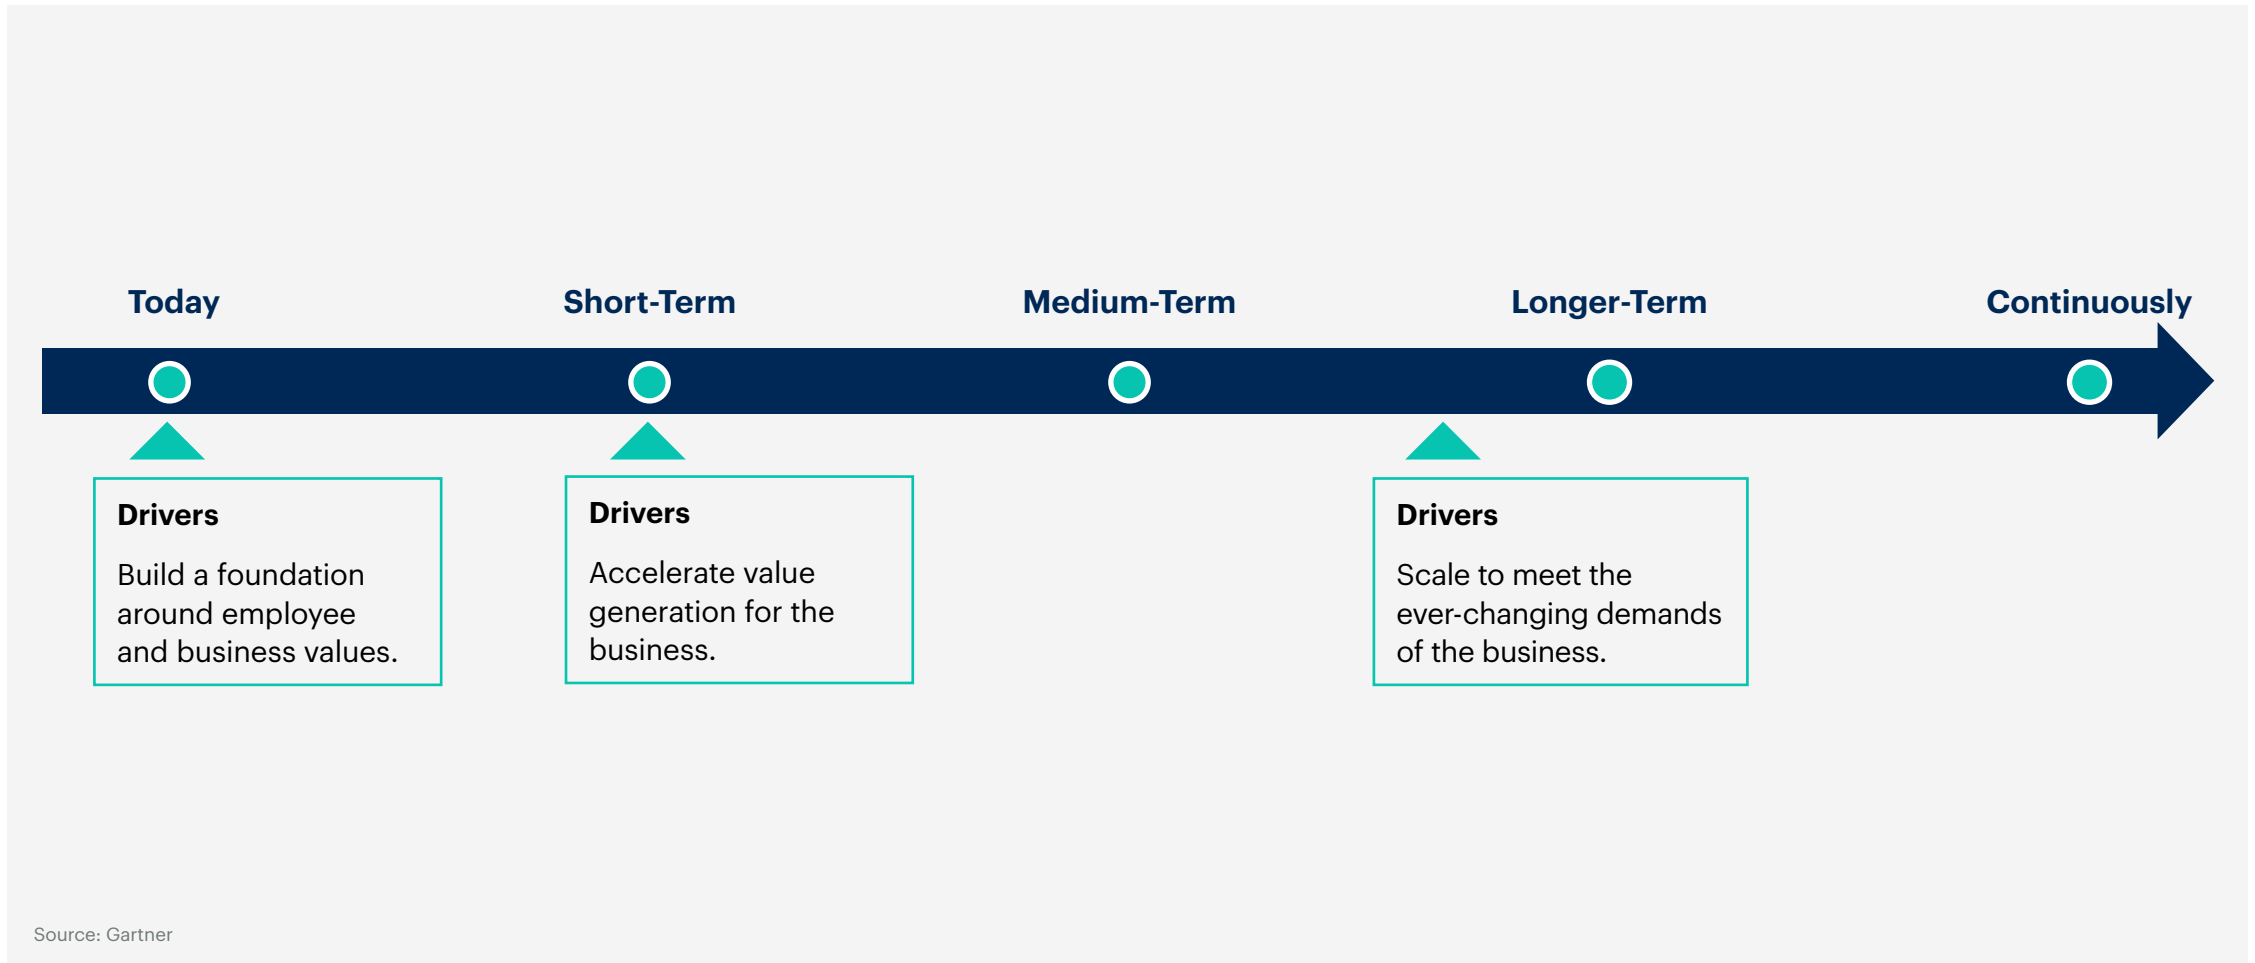 Today
Short-Term
Medium-Term
Longer-Term
Continuously
Drivers
Build a foundation
around employee
and business values.
Drivers
Accelerate value
generation for the
business.
Drivers
Scale to meet the
ever-changing demands
of the business.
Source: Gartner